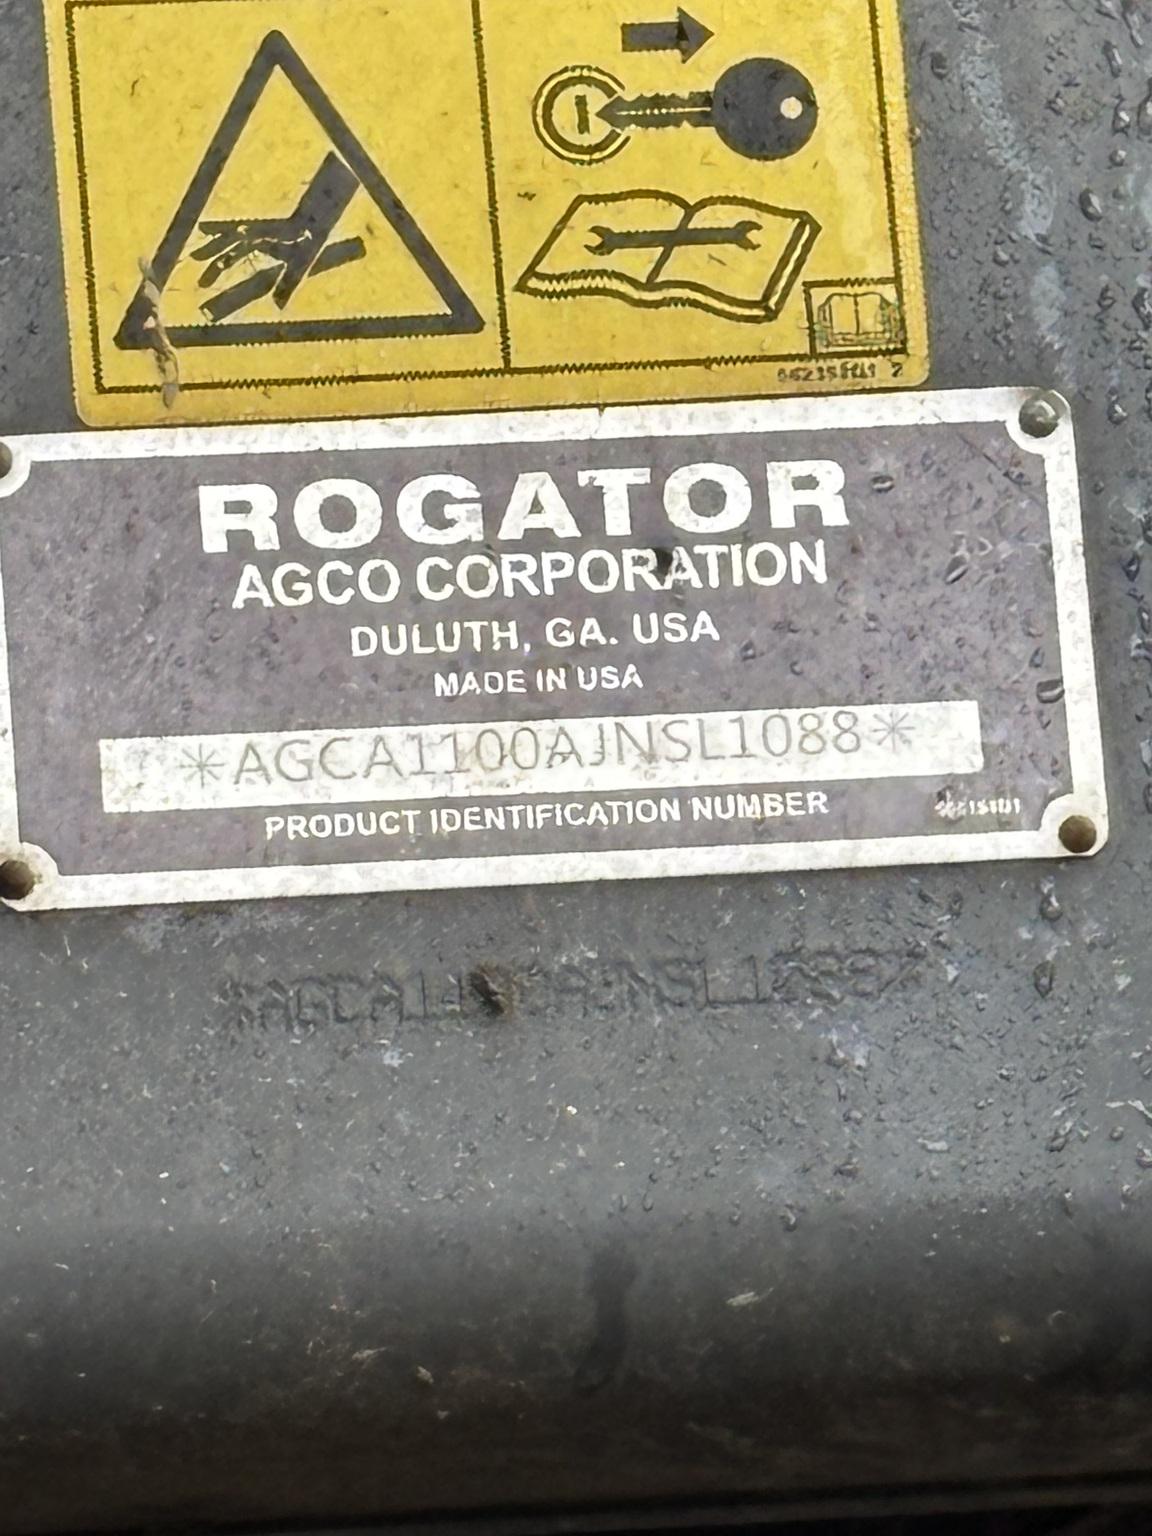 ROGATOR
AGCO CORPORATION
DULUTH, GA. USA
MADE IN USA
*AGCA1100AJNSL1088*
PRODUCT IDENTIFICATION NUMBER